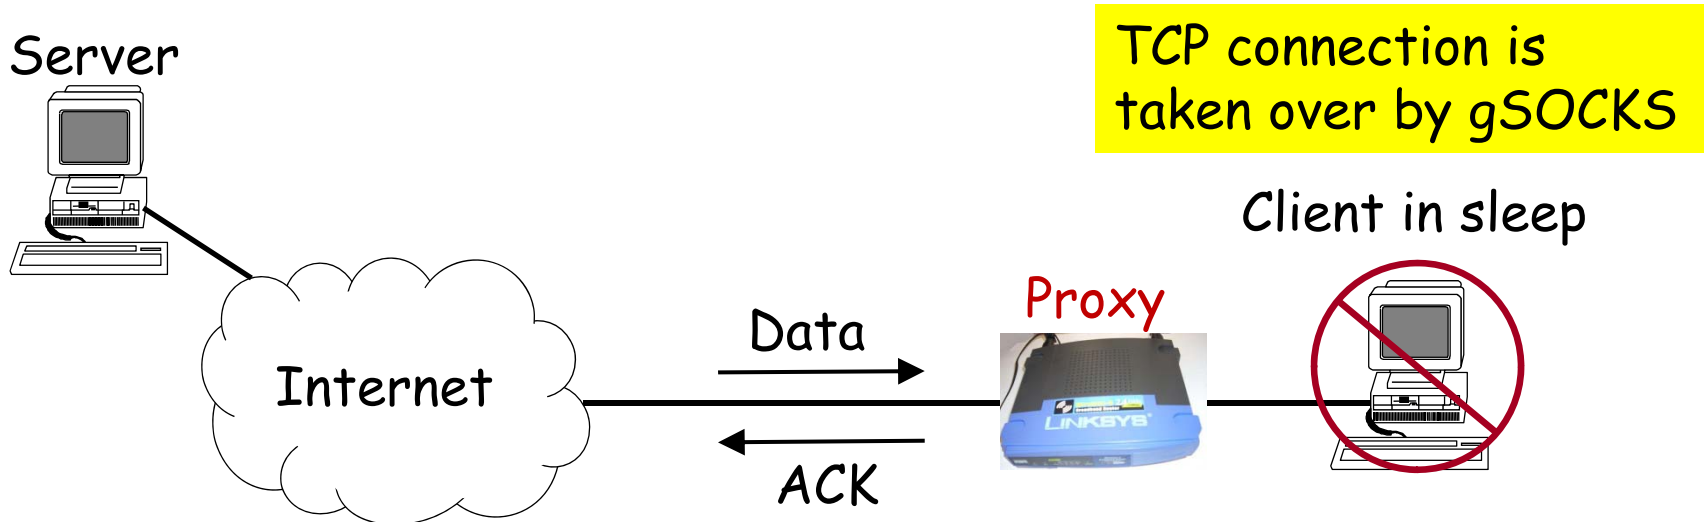 Server
TCP connection is
taken over by gSOCKS
Client in sleep
Proxy
Data
Internet
LINKSYS
ACK